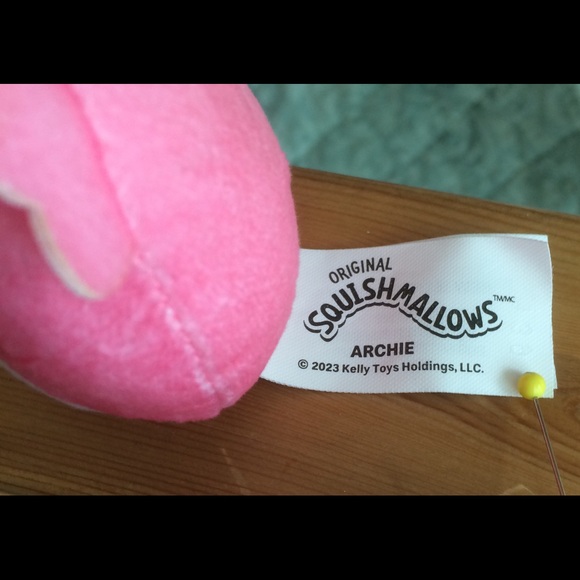 ORIGINAL
SQUISHMALLOWS TM/MC
ARCHIE
© 2023 Kelly Toys Holdings, LLC.